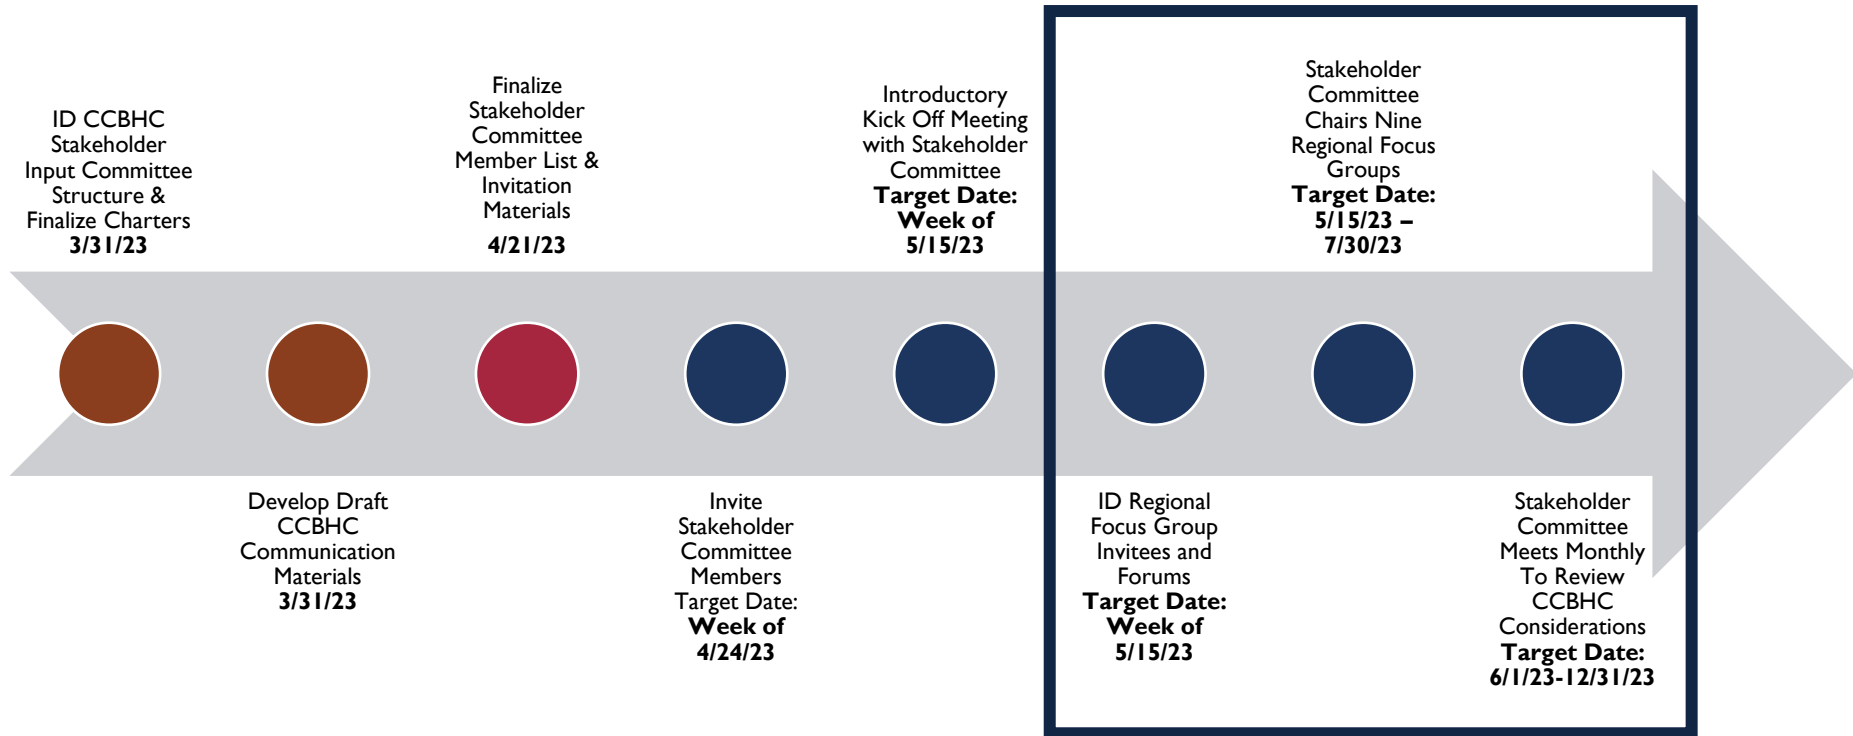 ID CCBHC
Stakeholder
Input Committee
Structure &
Finalize Charters
3/31/23
Develop Draft
CCBHC
Communication
Materials
3/31/23
Finalize
Stakeholder
Committee
Member List &
Invitation
Materials
4/21/23
Invite
Stakeholder
Committee
Members
Target Date:
Week of
4/24/23
Introductory
Kick Off Meeting
with Stakeholder
Committee
Target Date:
Week of
5/15/23
ID Regional
Focus Group
Invitees and
Forums
Target Date:
Week of
5/15/23
Stakeholder
Committee
Chairs Nine
Regional Focus
Groups
Target Date:
5/15/23 –
7/30/23
Stakeholder
Committee
Meets Monthly
To Review
CCBHC
Considerations
Target Date:
6/1/23-12/31/23